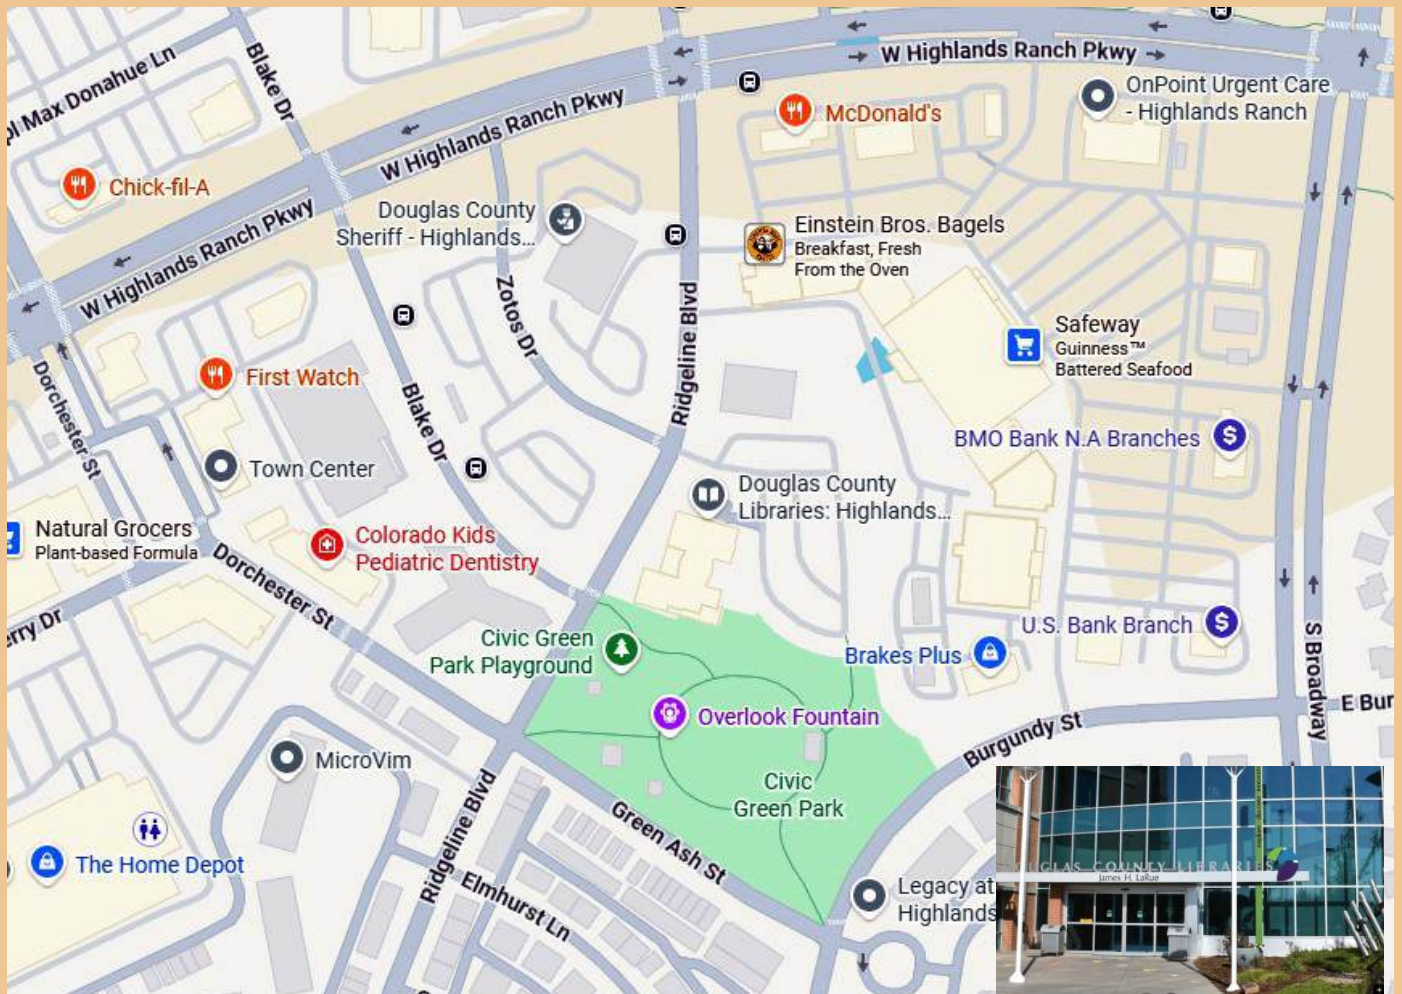 W Highlands Ranch Pkwy
pl Max Donahue Ln
Blake Dr
OnPoint Urgent Care
- Highlands Ranch
McDonald's
W Highlands Ranch Pkwy
Chick-fil-A
Douglas County
Sheriff - Highlands...
Einstein Bros. Bagels
Breakfast, Fresh
From the Oven
W Highlands Ranch Pkwy
Zotos Dr
Ridgeline Blvd
Safeway
Guinness™
Battered Seafood
First Watch
Dorchester St
Blake Dr
BMO Bank N.A Branches
Town Center
Douglas County
Libraries: Highlands...
Natural Grocers
Plant-based Formula
Colorado Kids
Pediatric Dentistry
Dorchester St
erry Dr
U.S. Bank Branch
Civic Green
Park Playground
Brakes Plus
S Broadway
E Bur
Overlook Fountain
Burgundy St
MicroVim
Civic
Green Park
Ridgeline Blvd
Green Ash St
The Home Depot
Elmhurst Ln
Legacy at
Highlands
DOUGLAS COUNTY LIBRARIES
James H. LaRue